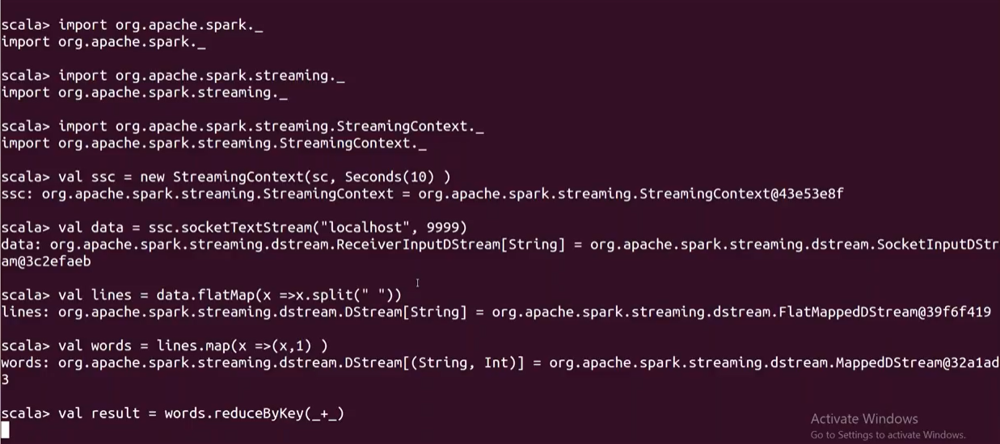 scala> import org.apache.spark._
import org.apache.spark._
scala> import org.apache.spark.streaming._
import org.apache.spark.streaming._
scala> import org.apache.spark.streaming.StreamingContext._
import org.apache.spark.streaming.StreamingContext._
scala> val ssc = new StreamingContext(sc, Seconds(10) )
ssc: org.apache.spark.streaming.StreamingContext = org.apache.spark.streaming.StreamingContext@43e53e8f
scala> val data = ssc.socketTextStream("localhost", 9999)
data: org.apache.spark.streaming.dstream.ReceiverInputDStream[String] = org.apache.spark.streaming.dstream.SocketInputDStr
am@3c2efaeb
scala> val lines = data.flatMap(x =>x.split(" "))
lines: org.apache.spark.streaming.dstream.DStream[String] = org.apache.spark.streaming.dstream.FlatMappedDStream@39f6f419
scala> val words = lines.map(x =>(x,1) )
words: org.apache.spark.streaming.dstream.DStream[(String, Int)] = org.apache.spark.streaming.dstream.MappedDStream@32a1ad
3
scala> val result = words.reduceByKey(_+_)
Activate Windows
Go to Settings to activate Windows.